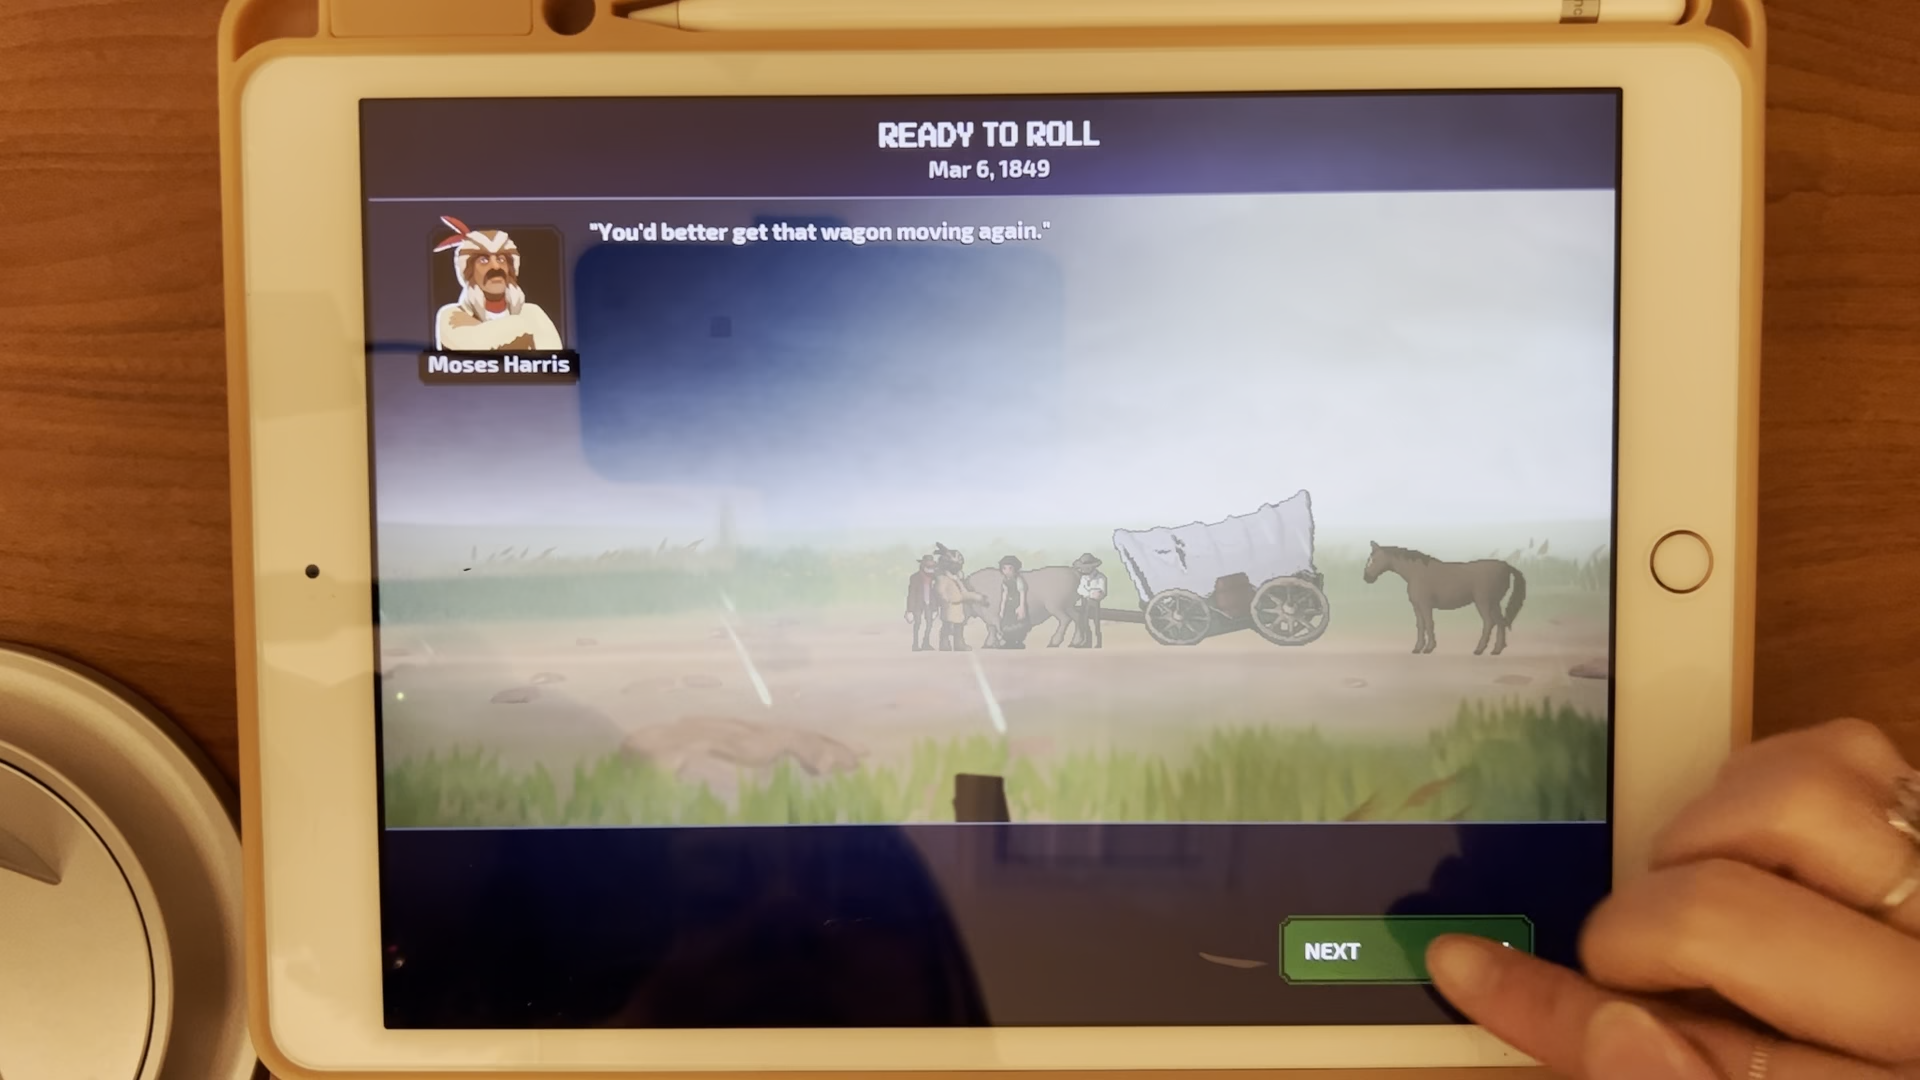 READY TO ROLL
Mar 6, 1849
"You'd better get that wagon moving again."
Moses Harris
NEXT